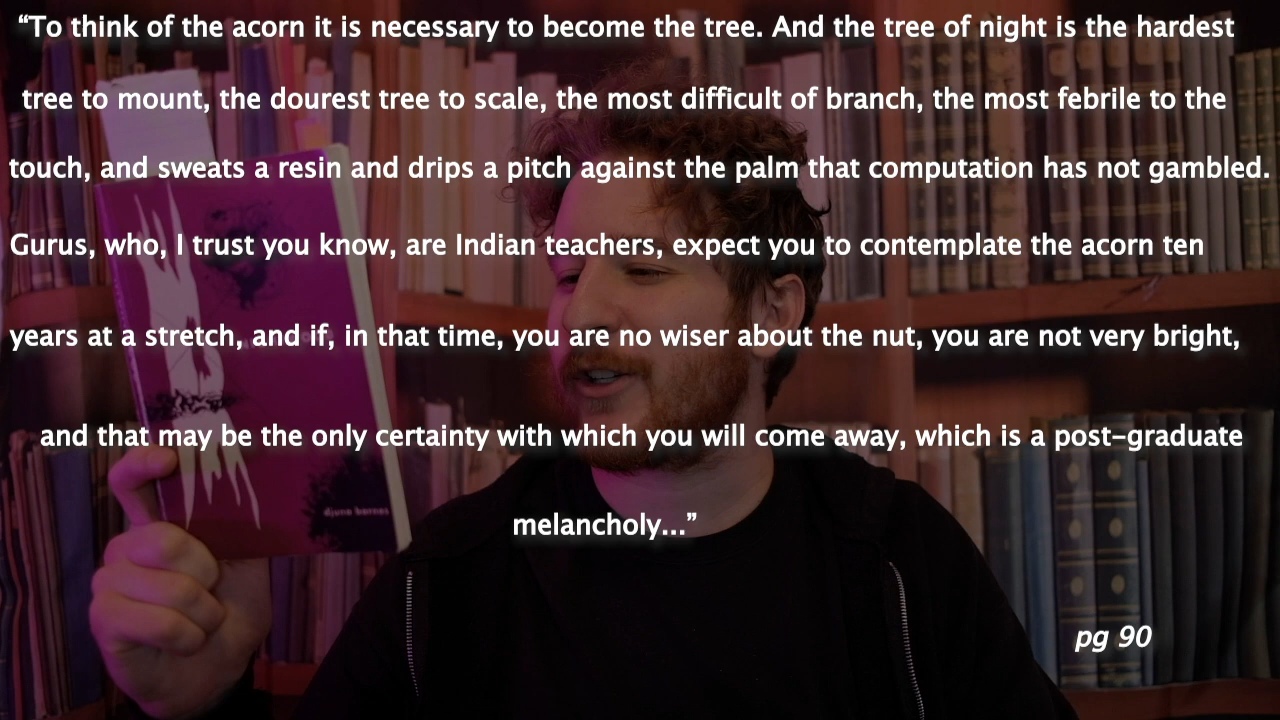 “To think of the acorn it is necessary to become the tree. And the tree of night is the hardest
tree to mount, the dourest tree to scale, the most difficult of branch, the most febrile to the
touch, and sweats a resin and drips a pitch against the palm that computation has not gambled.
Gurus, who, I trust you know, are Indian teachers, expect you to contemplate the acorn ten
years at a stretch, and if, in that time, you are no wiser about the nut, you are not very bright,
and that may be the only certainty with which you will come away, which is a post-graduate
melancholy...”
djuna barnes
pg 90